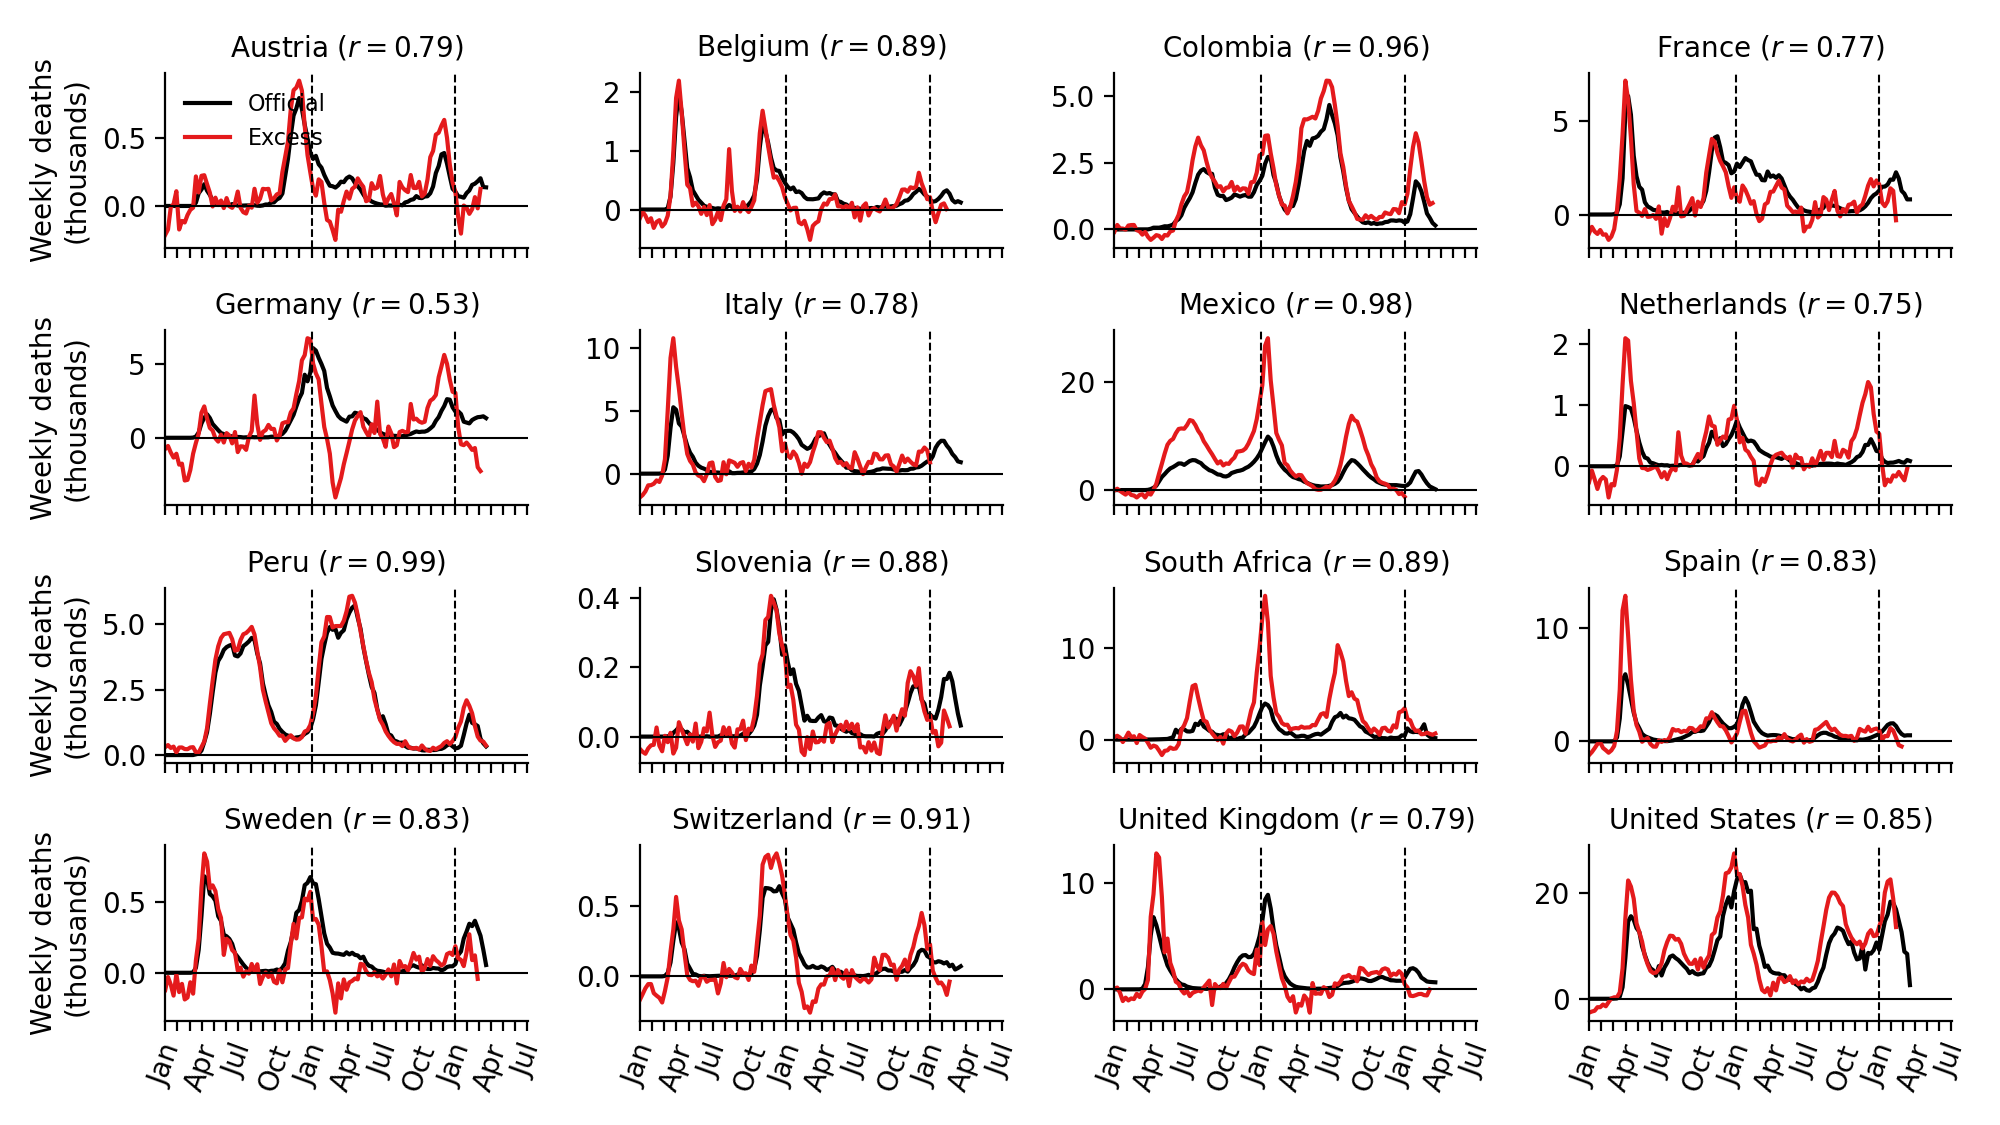 Austria (r = 0.79)
Belgium (r = 0.89)
Colombia (r = 0.96)
France (r = 0.77)
Weekly deaths
(thousands)
Official
Excess
0.5
0.0
2
1
0
5.0
2.5
0.0
5
0
Germany (r = 0.53)
Italy (r = 0.78)
Mexico (r = 0.98)
Netherlands (r = 0.75)
Weekly deaths
(thousands)
5
0
10
5
0
20
0
2
1
0
Peru (r = 0.99)
Slovenia (r = 0.88)
South Africa (r = 0.89)
Spain (r = 0.83)
Weekly deaths
(thousands)
5.0
2.5
0.0
0.4
0.2
0.0
10
0
10
0
Sweden (r = 0.83)
Switzerland (r = 0.91)
United Kingdom (r = 0.79)
United States (r = 0.85)
Weekly deaths
(thousands)
0.5
0.0
0.5
0.0
10
0
20
0
Jan Apr Jul Oct Jan Apr Oct Jan Apr Jul
Jan Apr Jul Oct Jan Apr Jul Oct Jan Apr Jul
Jan Apr Jul Oct Jan Apr Jul Oct Jan Apr Jul
Jan Apr Jul Oct Jan Apr Jul Oct Jan Apr Jul